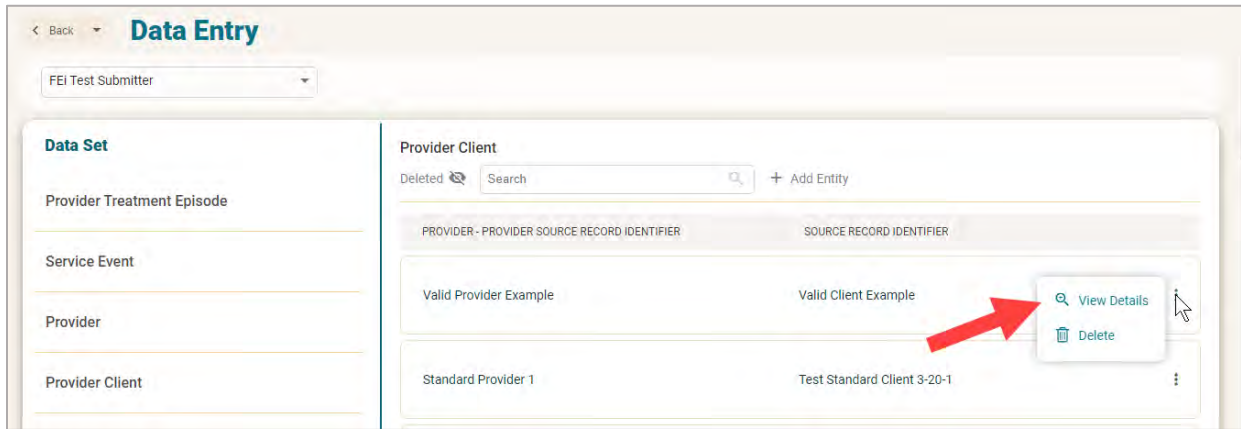 Back
Data Entry
FEi Test Submitter
Data Set
Provider Treatment Episode
Service Event
Provider
Provider Client
Provider Client
Deleted
Search
+ Add Entity
PROVIDER - PROVIDER SOURCE RECORD IDENTIFIER SOURCE RECORD IDENTIFIER
Valid Provider Example Valid Client Example
View Details
Delete
Standard Provider 1 Test Standard Client 3-20-1